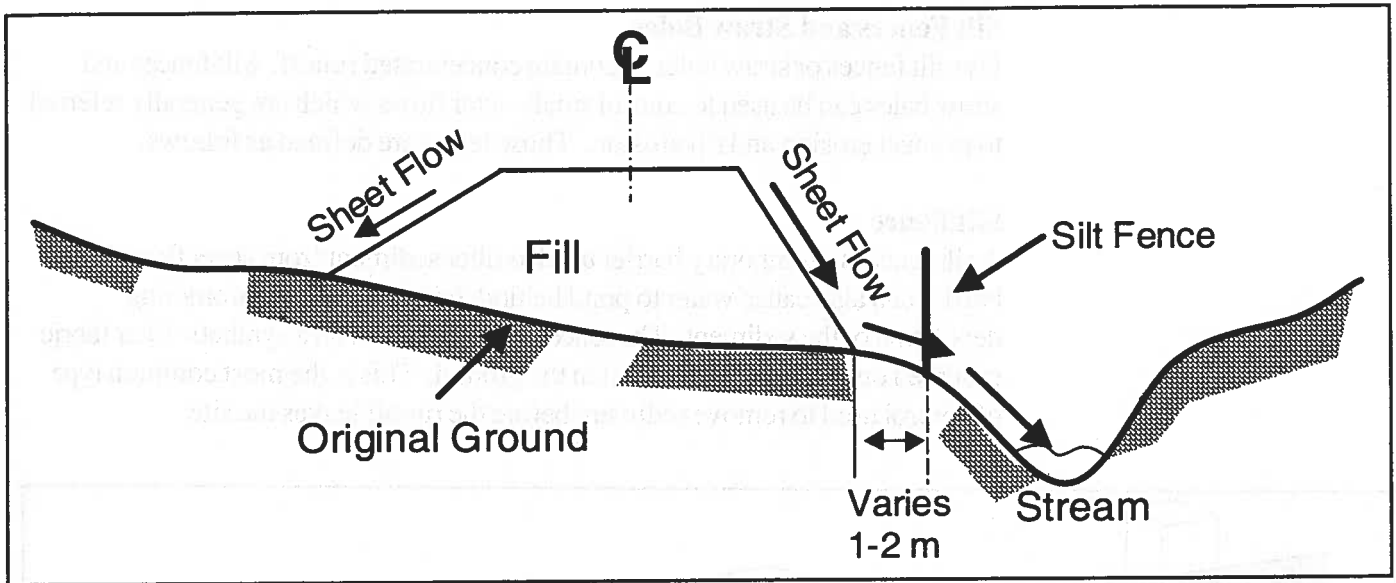 ℄
Sheet Flow
Sheet Flow
Fill
Silt Fence
Original Ground
Varies
1-2 m
Stream